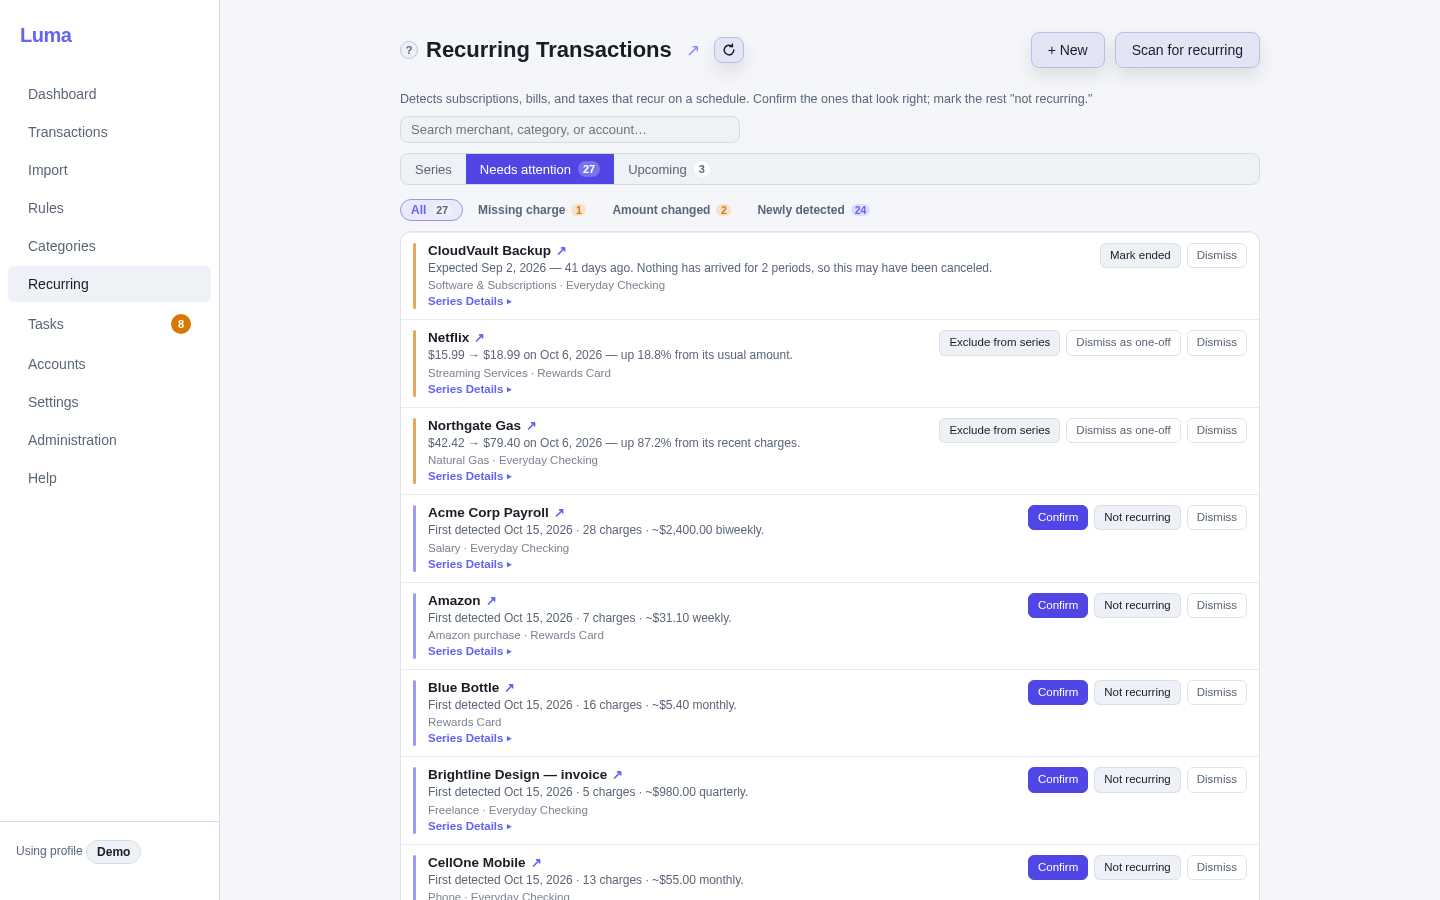 Luma
Dashboard
Transactions
Import
Rules
Categories
Recurring
Tasks 8
Accounts
Settings
Administration
Help
Using profile Demo
? Recurring Transactions ↗
+ New
Scan for recurring
Detects subscriptions, bills, and taxes that recur on a schedule. Confirm the ones that look right; mark the rest "not recurring."
Search merchant, category, or account…
Series Needs attention 27 Upcoming 3
All 27 Missing charge 1 Amount changed 2 Newly detected 24
CloudVault Backup ↗
Mark ended Dismiss
Expected Sep 2, 2026 — 41 days ago. Nothing has arrived for 2 periods, so this may have been canceled.
Software & Subscriptions · Everyday Checking
Series Details ▸
Netflix ↗
Exclude from series Dismiss as one-off Dismiss
$15.99 → $18.99 on Oct 6, 2026 — up 18.8% from its usual amount.
Streaming Services · Rewards Card
Series Details ▸
Northgate Gas ↗
Exclude from series Dismiss as one-off Dismiss
$42.42 → $79.40 on Oct 6, 2026 — up 87.2% from its recent charges.
Natural Gas · Everyday Checking
Series Details ▸
Acme Corp Payroll ↗
Confirm Not recurring Dismiss
First detected Oct 15, 2026 · 28 charges · ~$2,400.00 biweekly.
Salary · Everyday Checking
Series Details ▸
Amazon ↗
Confirm Not recurring Dismiss
First detected Oct 15, 2026 · 7 charges · ~$31.10 weekly.
Amazon purchase · Rewards Card
Series Details ▸
Blue Bottle ↗
Confirm Not recurring Dismiss
First detected Oct 15, 2026 · 16 charges · ~$5.40 monthly.
Rewards Card
Series Details ▸
Brightline Design — invoice ↗
Confirm Not recurring Dismiss
First detected Oct 15, 2026 · 5 charges · ~$980.00 quarterly.
Freelance · Everyday Checking
Series Details ▸
CellOne Mobile ↗
Confirm Not recurring Dismiss
First detected Oct 15, 2026 · 13 charges · ~$55.00 monthly.
Phone · Everyday Checking